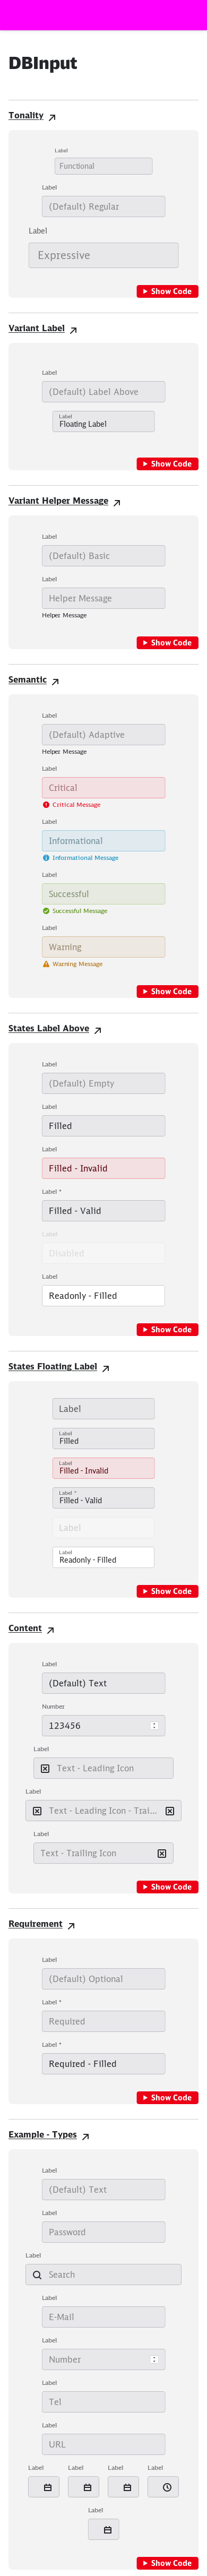 DBInput
Tonality
Label
Functional
Label
(Default) Regular
Label
Expressive
Show Code
Variant Label
Label
(Default) Label Above
Label
Floating Label
Show Code
Variant Helper Message
Label
(Default) Basic
Label
Helper Message
Helper Message
Show Code
Semantic
Label
(Default) Adaptive
Helper Message
Label
Critical
Critical Message
Label
Informational
Informational Message
Label
Successful
Successful Message
Label
Warning
Warning Message
Show Code
States Label Above
Label
(Default) Empty
Label
Filled
Label
Filled - Invalid
Label *
Filled - Valid
Label
Disabled
Label
Readonly - Filled
Show Code
States Floating Label
Label
Label
Filled
Label
Filled - Invalid
Label *
Filled - Valid
Label
Label
Readonly - Filled
Show Code
Content
Label
(Default) Text
Number
123456
Label
Text - Leading Icon
Label
Text - Leading Icon - Trai...
Label
Text - Trailing Icon
Show Code
Requirement
Label
(Default) Optional
Label *
Required
Label *
Required - Filled
Show Code
Example - Types
Label
(Default) Text
Label
Password
Label
Search
Label
E-Mail
Label
Number
Label
Tel
Label
URL
Label Label Label Label
Label
Show Code